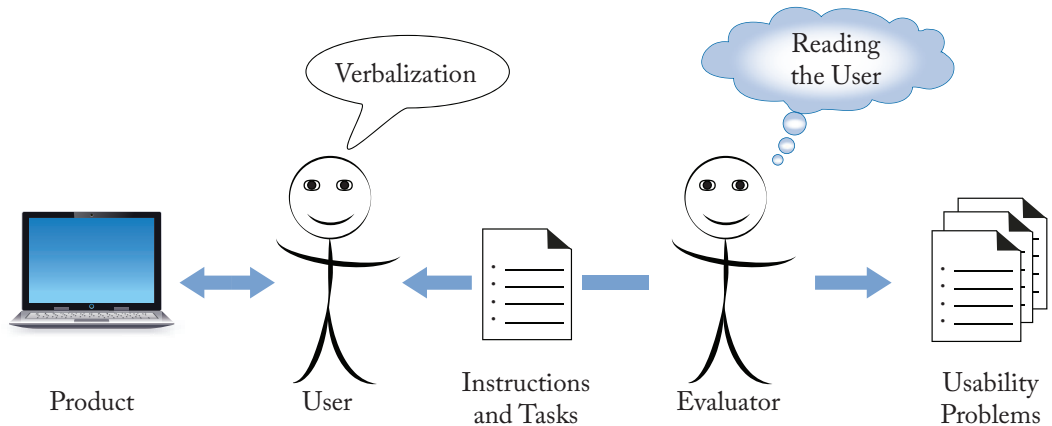 Verbalization
Reading
the User
Product
User
Instructions
and Tasks
Evaluator
Usability
Problems